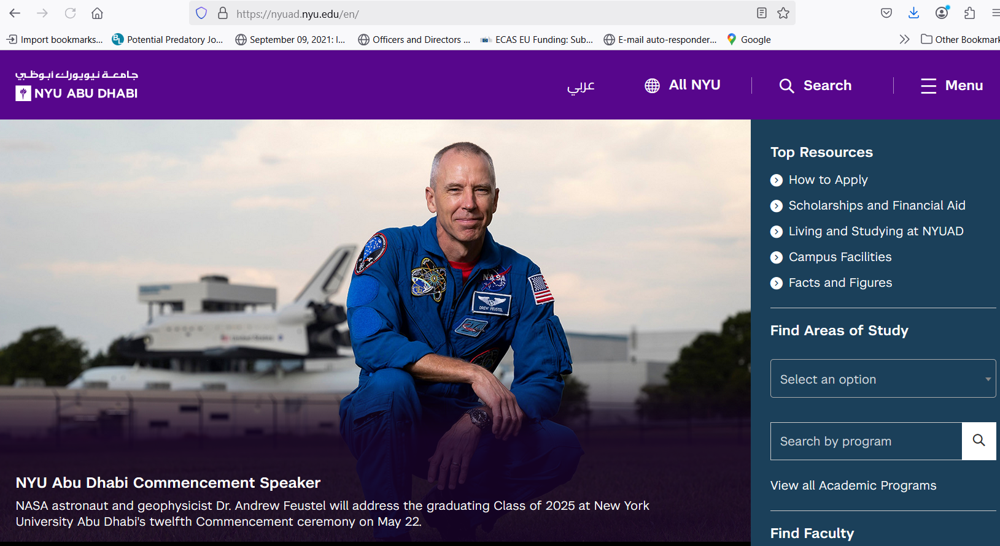 https://nyuad.nyu.edu/en/
Import bookmarks...
Potential Predatory Jo...
September 09, 2021: I...
Officers and Directors ...
ECAS EU Funding: Sub...
E-mail auto-responder...
Google
Other Bookmark
جامعة نيويورك أبوظبي
NYU ABU DHABI
عربي
All NYU
Search
Menu
United States
NASA
DREW FEUSTEL
NYU Abu Dhabi Commencement Speaker
NASA astronaut and geophysicist Dr. Andrew Feustel will address the graduating Class of 2025 at New York
University Abu Dhabi's twelfth Commencement ceremony on May 22.
Top Resources
How to Apply
Scholarships and Financial Aid
Living and Studying at NYUAD
Campus Facilities
Facts and Figures
Find Areas of Study
Select an option
Search by program
View all Academic Programs
Find Faculty